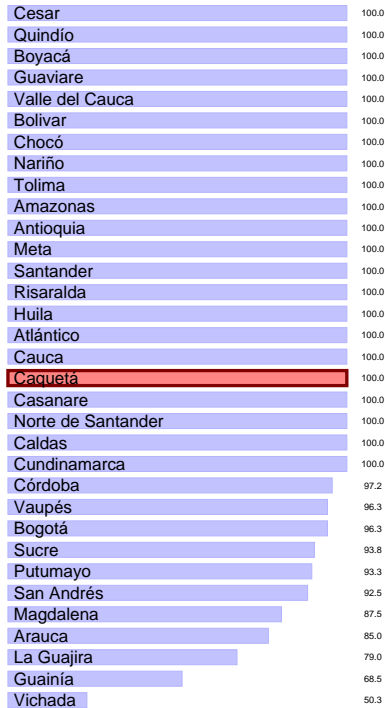 Cesar 100.0
Quindío 100.0
Boyacá 100.0
Guaviare 100.0
Valle del Cauca 100.0
Bolivar 100.0
Chocó 100.0
Nariño 100.0
Tolima 100.0
Amazonas 100.0
Antioquia 100.0
Meta 100.0
Santander 100.0
Risaralda 100.0
Huila 100.0
Atlántico 100.0
Cauca 100.0
Caquetá 100.0
Casanare 100.0
Norte de Santander 100.0
Caldas 100.0
Cundinamarca 100.0
Córdoba 97.2
Vaupés 96.3
Bogotá 96.3
Sucre 93.8
Putumayo 93.3
San Andrés 92.5
Magdalena 87.5
Arauca 85.0
La Guajira 79.0
Guainía 68.5
Vichada 50.3